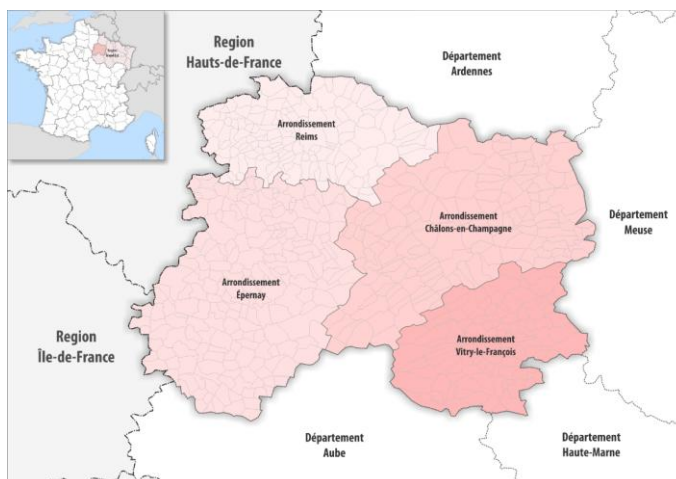 Region
Hauts-de-France
Département
Ardennes
Arrondissement
Reims
Arrondissement
Châlons-en-Champagne
Département
Meuse
Arrondissement
Épernay
Region
Île-de-France
Arrondissement
Vitry-le-François
Département
Aube
Département
Haute-Marne